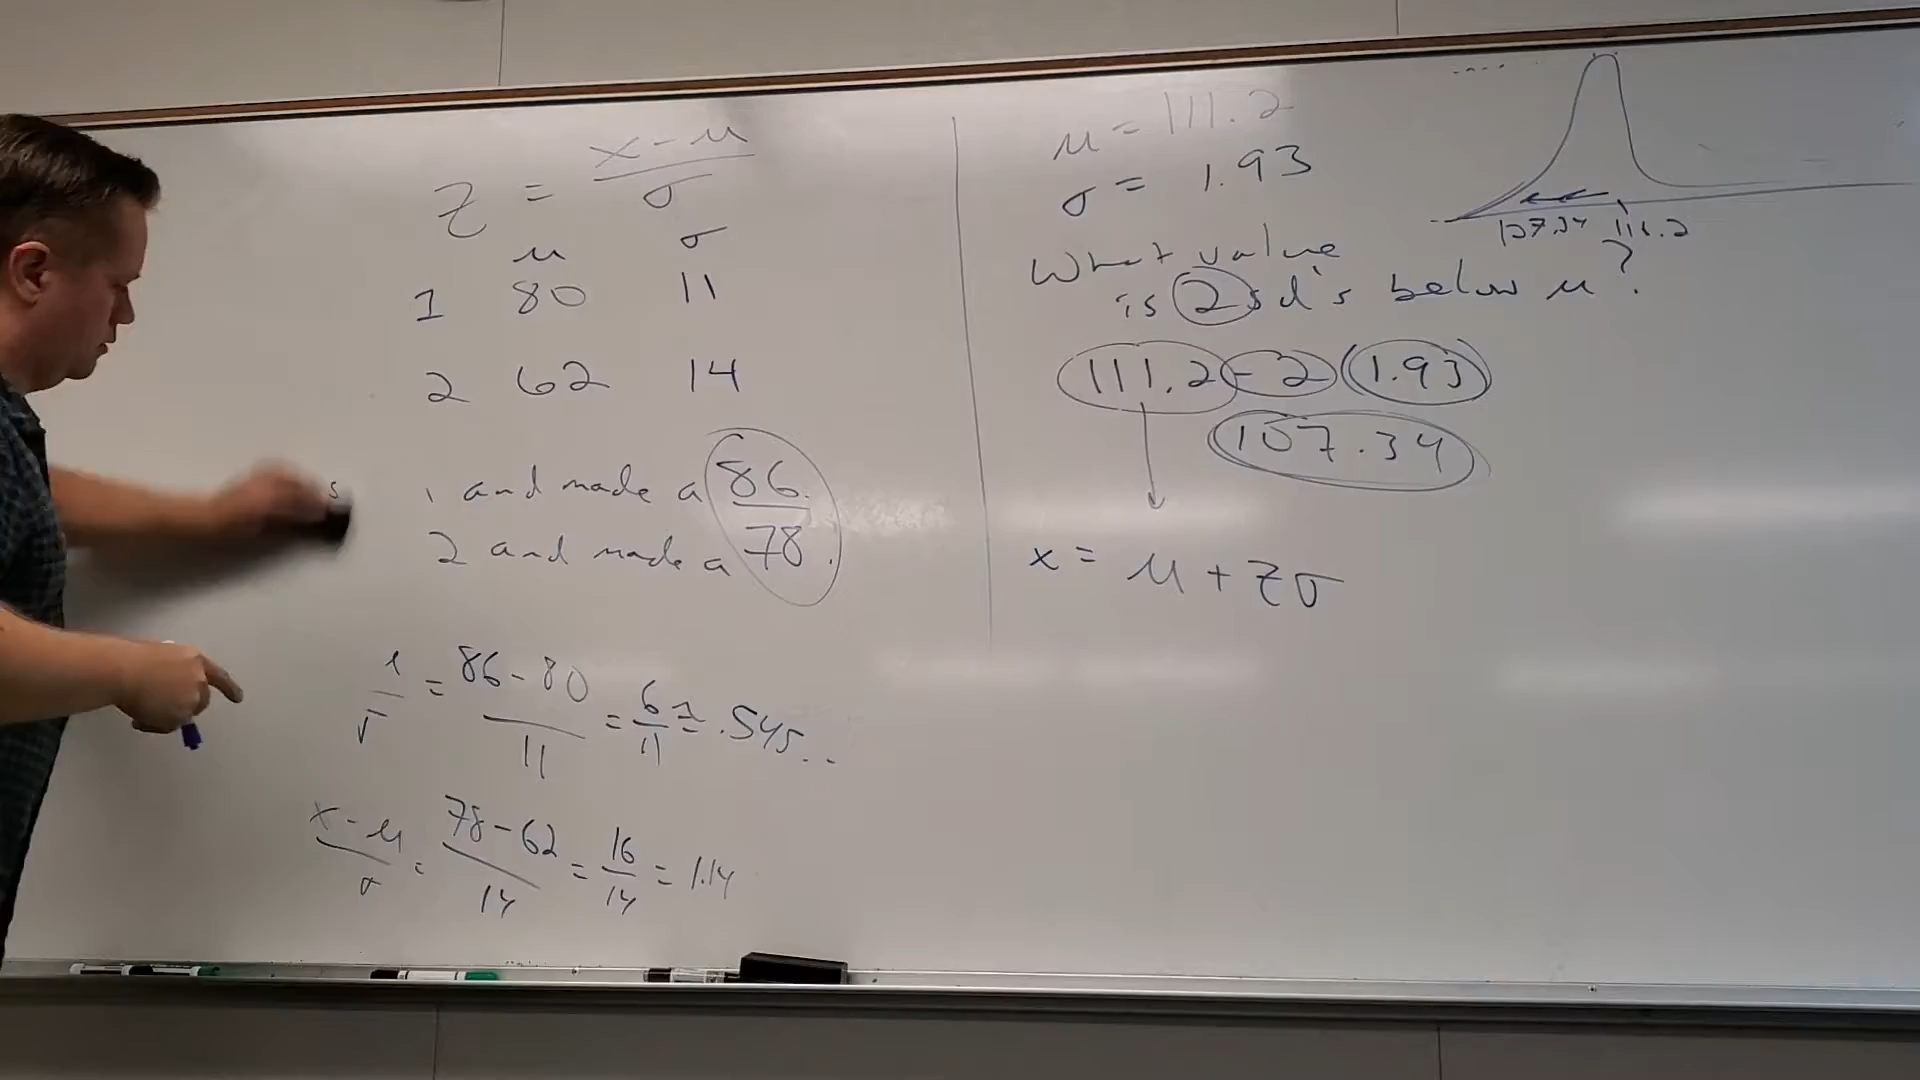 z = x - μ / σ
μ σ
1 80 11
2 62 14
s 1 and made a 86.
2 and made a 78.
= 86 - 80 / 11 = 6/11 ≈ .545...
x - μ / σ = 78 - 62 / 14 = 16/14 = 1.14
μ = 111.2
σ = 1.93
What value
is 2 sd's below μ?
111.2 - 2(1.93)
107.34
x = μ + zσ
107.34 111.2